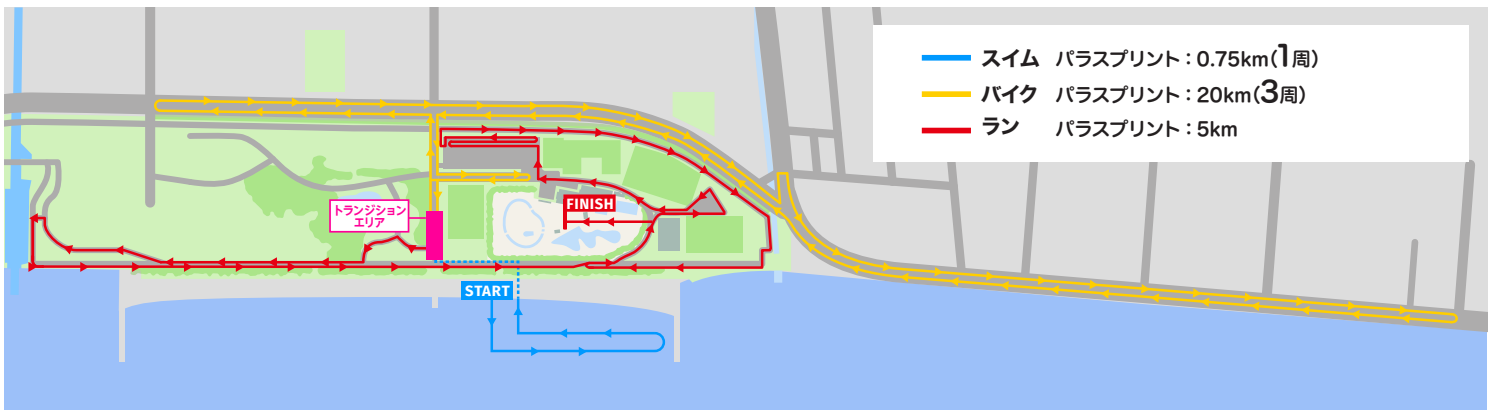 スイム パラスプリント：0.75km（1周）
バイク パラスプリント：20km（3周）
ラン パラスプリント：5km
トランジション
エリア
FINISH
START